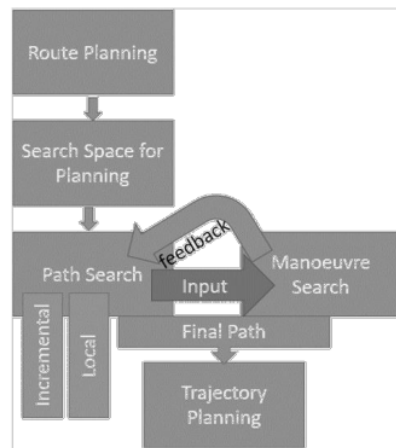 Route Planning
Search Space for
Planning
feedback
Path Search
Input
Manoeuvre
Search
Incremental
Local
Final Path
Trajectory
Planning